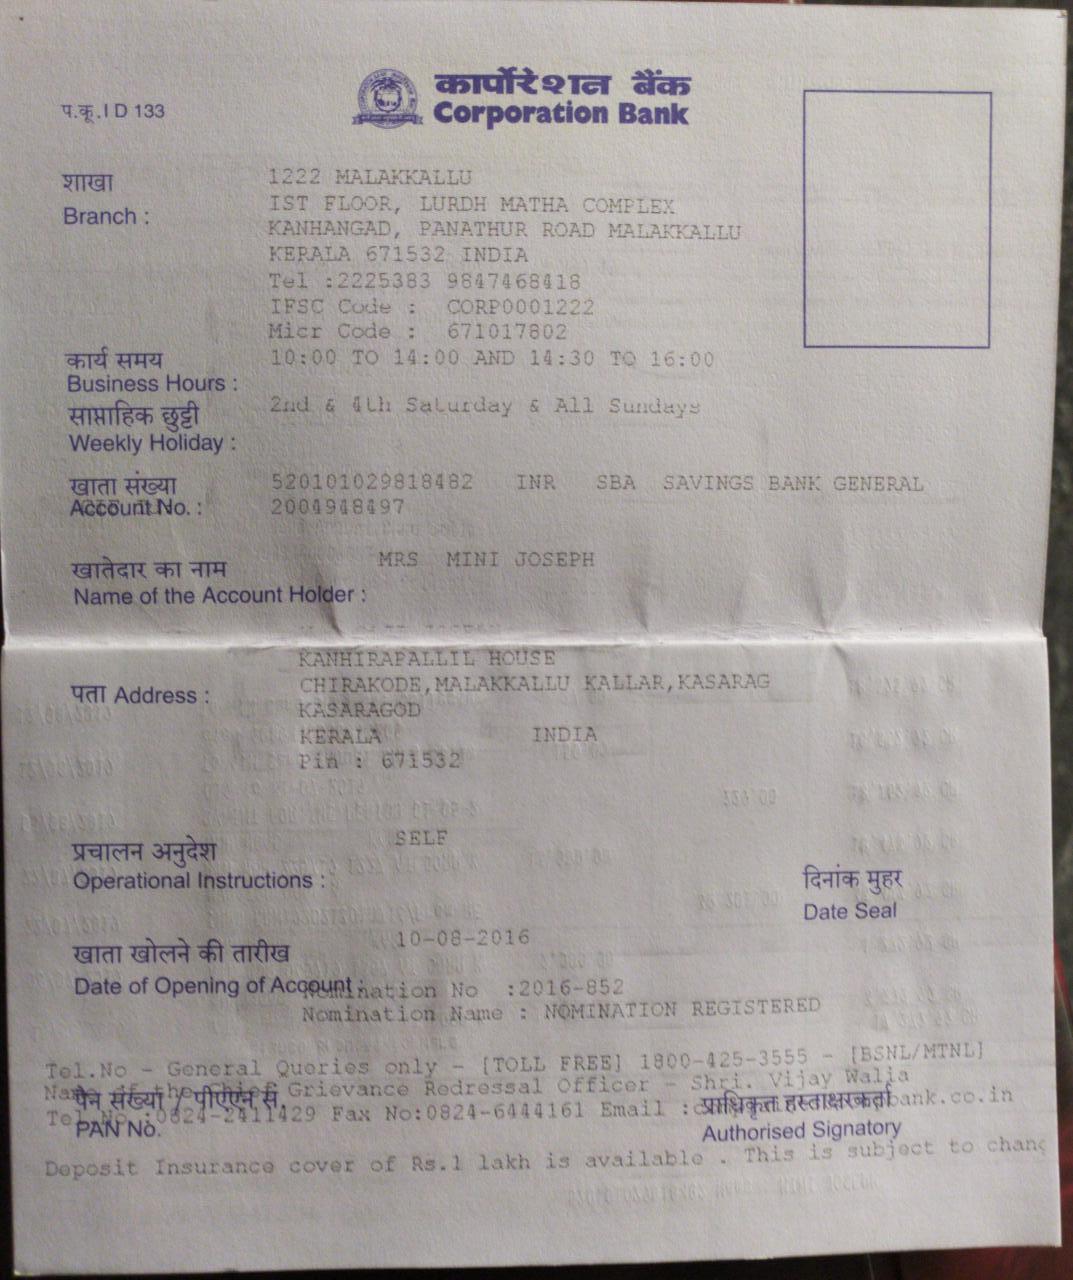 कार्पोरेशन बैंक
Corporation Bank
प.कू.I D 133
शाखा
Branch :
1222 MALAKKALLU
IST FLOOR, LURDH MATHA COMPLEX
KANHANGAD, PANATHUR ROAD MALAKKALLU
KERALA 671532 INDIA
Tel :2225383 9847468418
IFSC Code : CORP0001222
Micr Code : 671017802
कार्य समय
Business Hours :
10:00 TO 14:00 AND 14:30 TO 16:00
साप्ताहिक छुट्टी
Weekly Holiday :
2nd & 4th Saturday & All Sundays
खाता संख्या
Account No. :
520101029818482 INR SBA SAVINGS BANK GENERAL
2004948497
खातेदार का नाम
Name of the Account Holder :
MRS MINI JOSEPH
पता Address :
KANHIRAPALLIL HOUSE
CHIRAKODE,MALAKKALLU KALLAR,KASARAG
KASARAGOD
KERALA INDIA
Pin : 671532
प्रचालन अनुदेश
Operational Instructions :
SELF
दिनांक मुहर
Date Seal
खाता खोलने की तारीख
Date of Opening of Account :
10-08-2016
Nomination No :2016-852
Nomination Name : NOMINATION REGISTERED
Tel.No - General Queries only - [TOLL FREE] 1800-425-3555 - [BSNL/MTNL]
Name of the Chief Grievance Redressal Officer - Shri. Vijay Walia
पैन संख्या / पीएएन सं
Tel No :0824-2411429 Fax No:0824-6444161 Email :
bank.co.in
PAN No.
प्राधिकृत हस्ताक्षरकर्ता
Authorised Signatory
Deposit Insurance cover of Rs.1 lakh is available . This is subject to chang